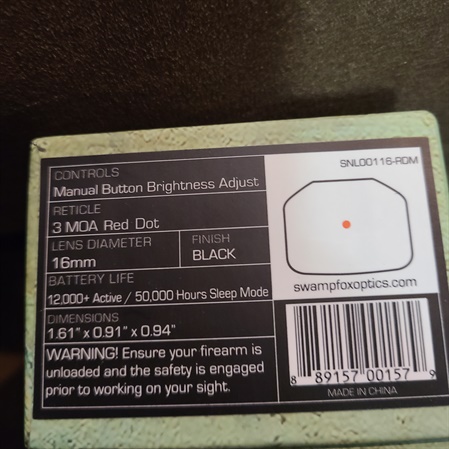 CONTROLS
Manual Button Brightness Adjust
RETICLE
3 MOA Red Dot
LENS DIAMETER
16mm
FINISH
BLACK
BATTERY LIFE
12,000+ Active / 50,000 Hours Sleep Mode
DIMENSIONS
1.61" x 0.91" x 0.94"
WARNING! Ensure your firearm is
unloaded and the safety is engaged
prior to working on your sight.
SNL00116-RDM
swampfoxoptics.com
8 89157 00157 9
MADE IN CHINA